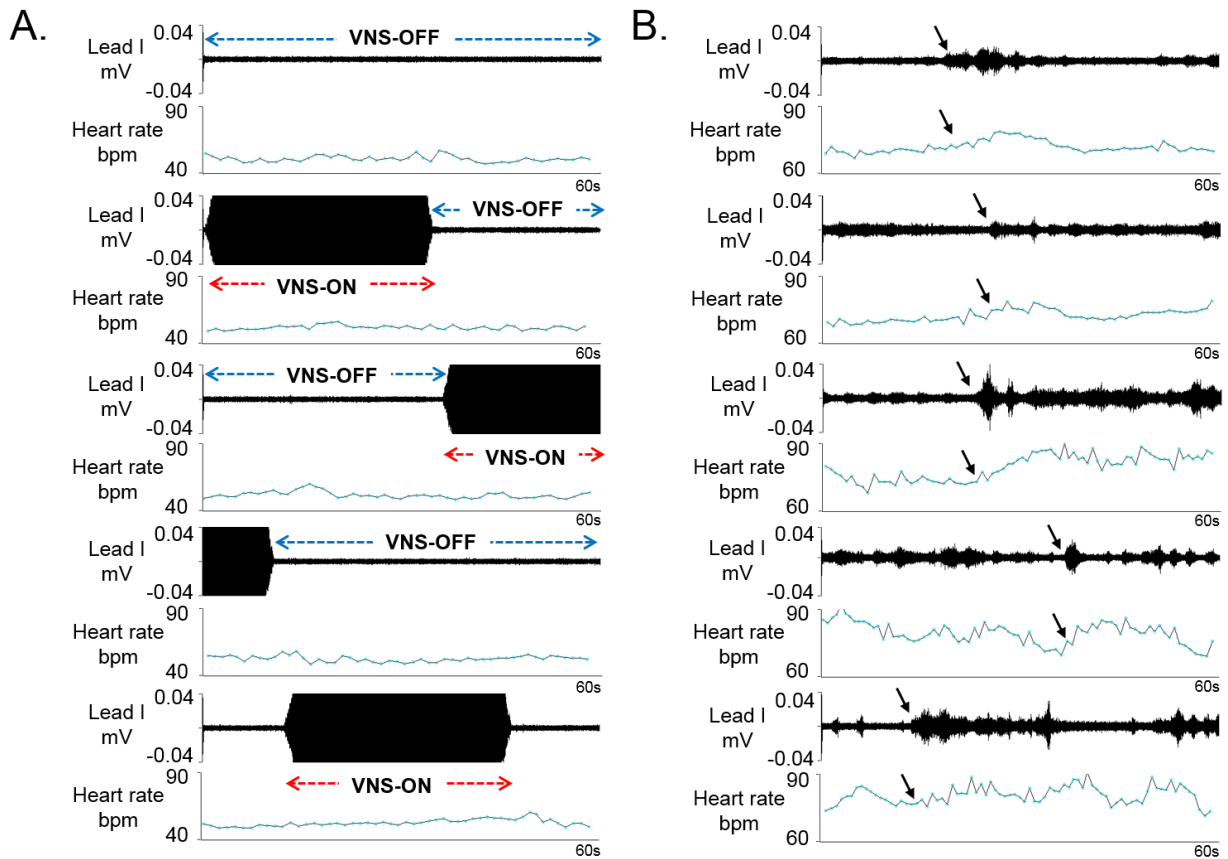 A.
Lead I
mV
0.04
-0.04
VNS-OFF
Heart rate
bpm
90
40
60s
Lead I
mV
0.04
-0.04
VNS-OFF
VNS-ON
Heart rate
bpm
90
40
60s
Lead I
mV
0.04
-0.04
VNS-OFF
VNS-ON
Heart rate
bpm
90
40
60s
Lead I
mV
0.04
-0.04
VNS-OFF
Heart rate
bpm
90
40
60s
Lead I
mV
0.04
-0.04
VNS-ON
Heart rate
bpm
90
40
60s
B.
Lead I
mV
0.04
-0.04
Heart rate
bpm
90
60
60s
Lead I
mV
0.04
-0.04
Heart rate
bpm
90
60
60s
Lead I
mV
0.04
-0.04
Heart rate
bpm
90
60
60s
Lead I
mV
0.04
-0.04
Heart rate
bpm
90
60
60s
Lead I
mV
0.04
-0.04
Heart rate
bpm
90
60
60s